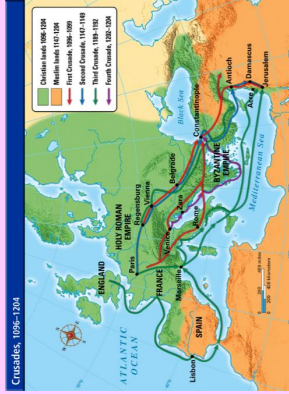 Crusades, 1096–1204
Christian lands 1096-1204
Muslim lands 1147-1204
First Crusade, 1096–1099
Second Crusade, 1147–1149
Third Crusade, 1189–1192
Fourth Crusade, 1202–1204
ENGLAND
ATLANTIC
OCEAN
Paris
FRANCE
HOLY ROMAN
EMPIRE
Regensburg
Vienna
Belgrade
Venice
Zara
Marseille
Rome
Black Sea
Constantinople
BYZANTINE
EMPIRE
Antioch
Damascus
Acre
Jerusalem
Mediterranean Sea
SPAIN
Lisbon